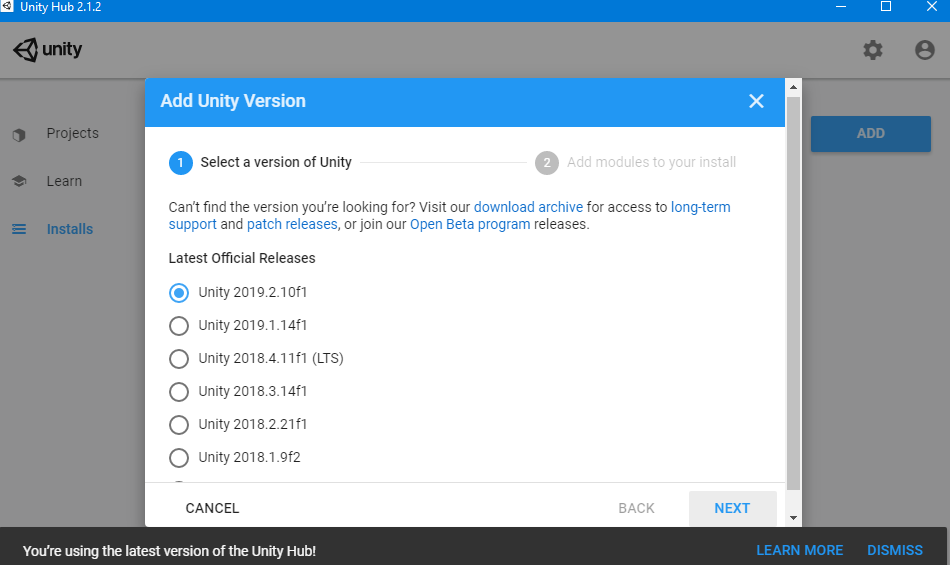 Unity Hub 2.1.2
unity
Add Unity Version
Projects
Learn
Installs
ADD
1 Select a version of Unity
2 Add modules to your install
Can't find the version you're looking for? Visit our download archive for access to long-term
support and patch releases, or join our Open Beta program releases.
Latest Official Releases
Unity 2019.2.10f1
Unity 2019.1.14f1
Unity 2018.4.11f1 (LTS)
Unity 2018.3.14f1
Unity 2018.2.21f1
Unity 2018.1.9f2
CANCEL BACK NEXT
You're using the latest version of the Unity Hub! LEARN MORE DISMISS